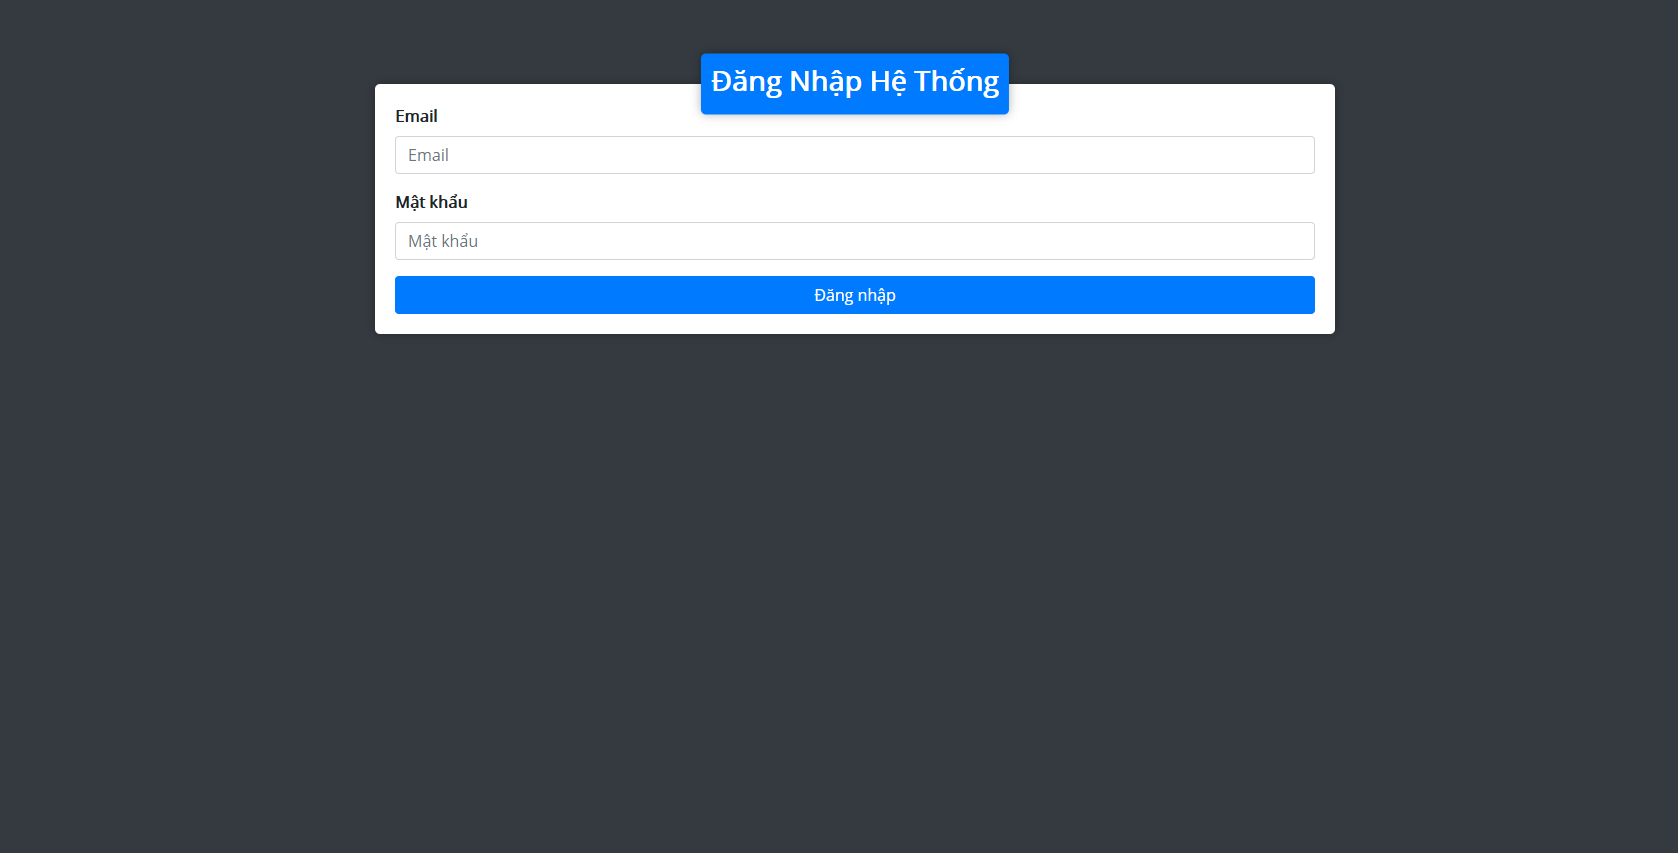 Đăng Nhập Hệ Thống
Email
Email
Mật khẩu
Mật khẩu
Đăng nhập